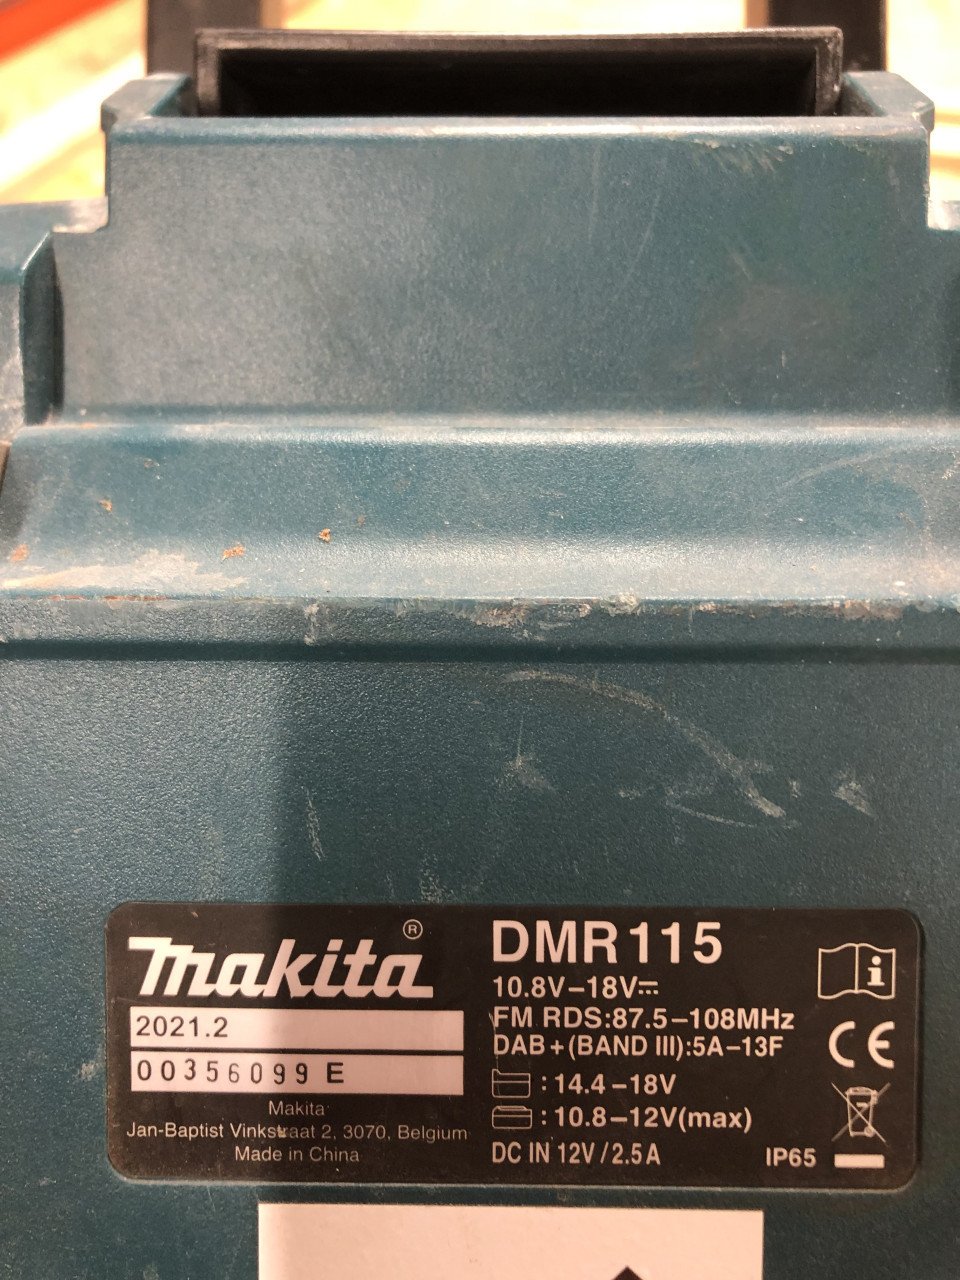 makita®
2021.2
00356099 E
Makita
Jan-Baptist Vinkstraat 2, 3070, Belgium
Made in China
DMR115
10.8V–18V⎓
FM RDS:87.5–108MHz
DAB+(BAND III):5A–13F
:14.4–18V
:10.8–12V(max)
DC IN 12V/2.5A
IP65
i
CE